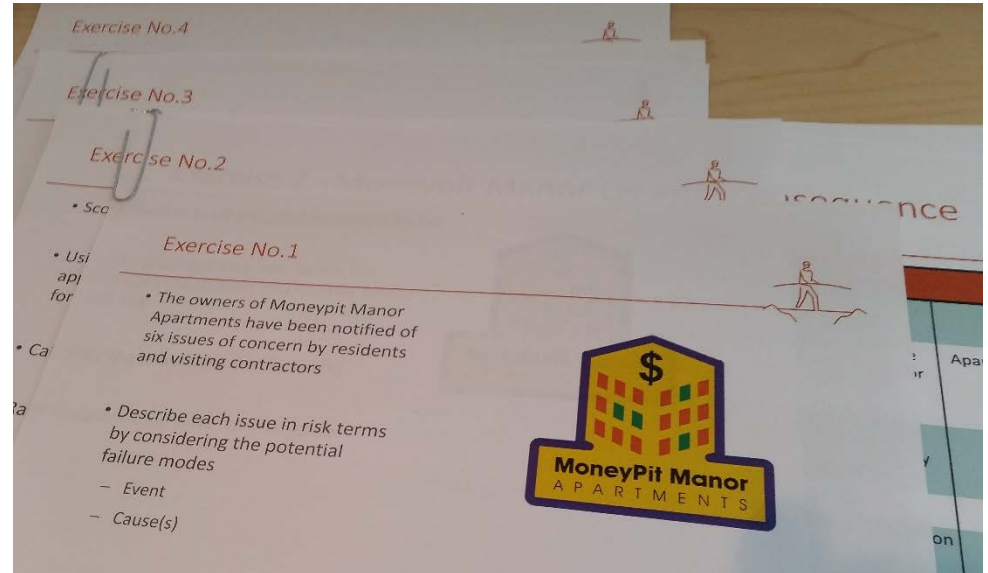 Exercise No.4
Exercise No.3
Exercise No.2
• Sco
• Usi
app
for
• Ca
Ra
Exercise No.1
• The owners of Moneypit Manor
Apartments have been notified of
six issues of concern by residents
and visiting contractors
• Describe each issue in risk terms
by considering the potential
failure modes
– Event
– Cause(s)
$
MoneyPit Manor
APARTMENTS
nce
Apa
on